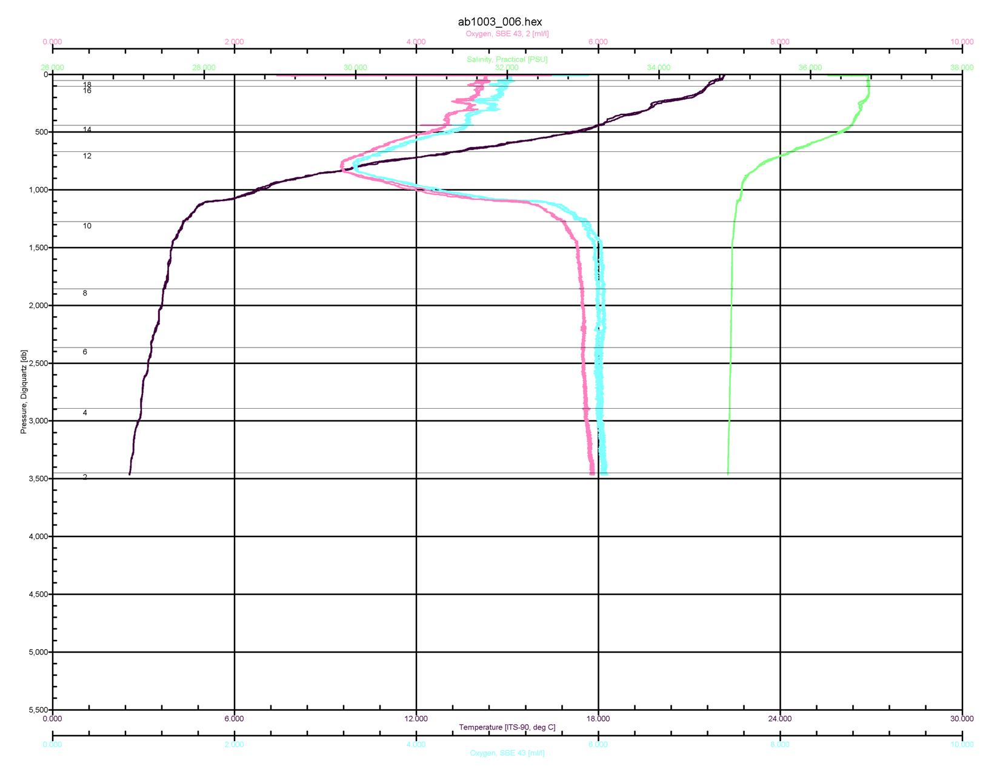 ab1003_006.hex
Oxygen, SBE 43, 2 [ml/l]
0.000 2.000 4.000 6.000 8.000 10.000
Salinity, Practical [PSU]
26.000 28.000 30.000 32.000 34.000 36.000 38.000
0
18
16
14
500
12
1,000
10
1,500
8
2,000
6
2,500
Pressure, Digiquartz [db]
4
3,000
2
3,500
4,000
4,500
5,000
5,500
0.000 6.000 12.000 18.000 24.000 30.000
Temperature [ITS-90, deg C]
0.000 2.000 4.000 6.000 8.000 10.000
Oxygen, SBE 43 [ml/l]